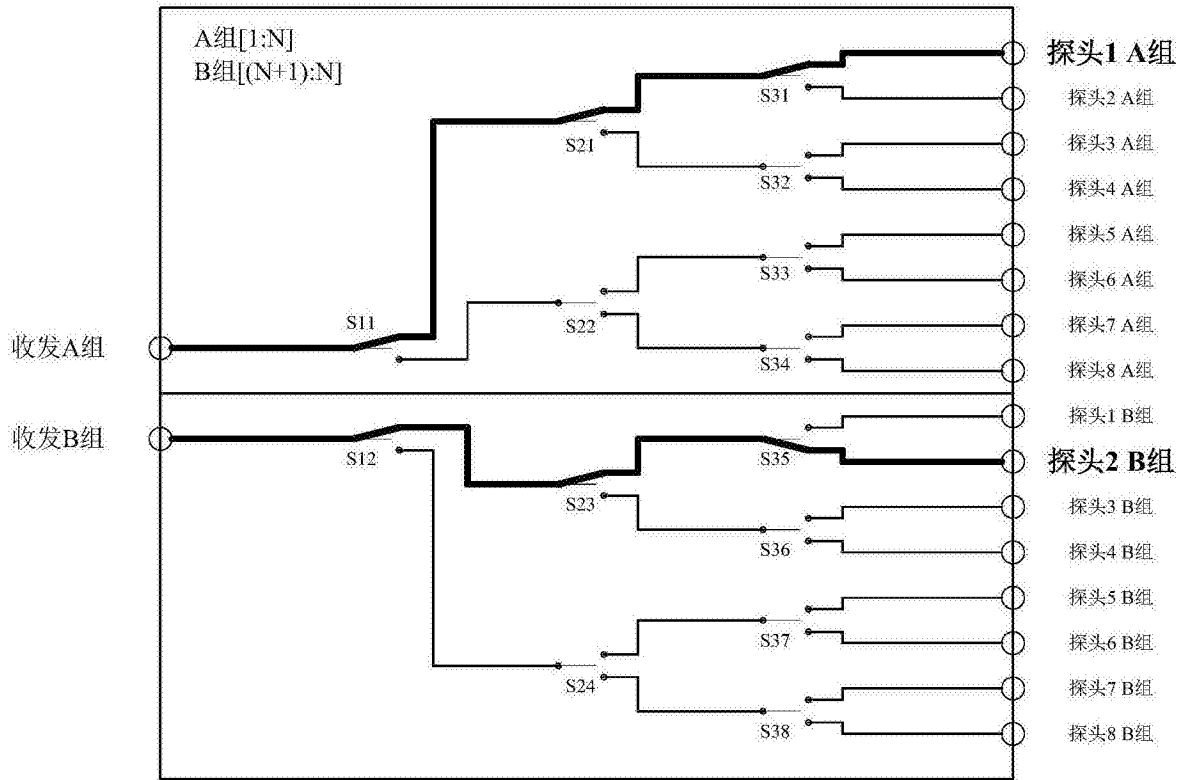 A组[1:N]
B组[(N+1):N]
探头1 A组
S31
探头2 A组
S21
探头3 A组
S32
探头4 A组
探头5 A组
S33
探头6 A组
S11
S22
探头7 A组
收发A组
S34
探头8 A组
探头1 B组
收发B组
S12
S35
探头2 B组
S23
探头3 B组
S36
探头4 B组
探头5 B组
S37
探头6 B组
S24
探头7 B组
S38
探头8 B组